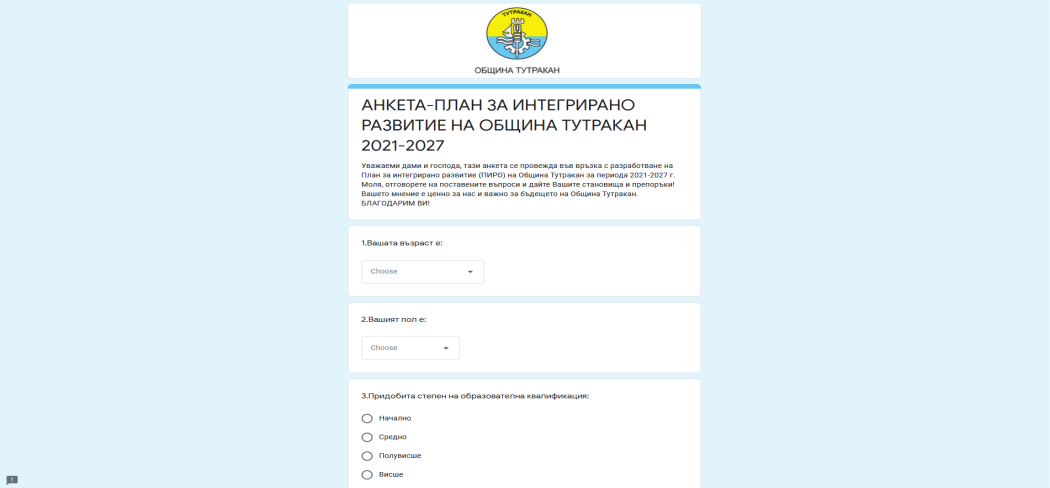 ТУТРАКАН
ОБЩИНА ТУТРАКАН
АНКЕТА-ПЛАН ЗА ИНТЕГРИРАНО
РАЗВИТИЕ НА ОБЩИНА ТУТРАКАН
2021-2027
Уважаеми дами и господа, тази анкета се провежда във връзка с разработване на
План за интегрирано развитие (ПИРО) на Община Тутракан за периода 2021-2027 г.
Моля, отговорете на поставените въпроси и дайте Вашите становища и препоръки!
Вашето мнение е ценно за нас и важно за бъдещето на Община Тутракан.
БЛАГОДАРИМ ВИ!
1.Вашата възраст е:
Choose
2.Вашият пол е:
Choose
3.Придобита степен на образователна квалификация:
Начално
Средно
Полувисше
Висше